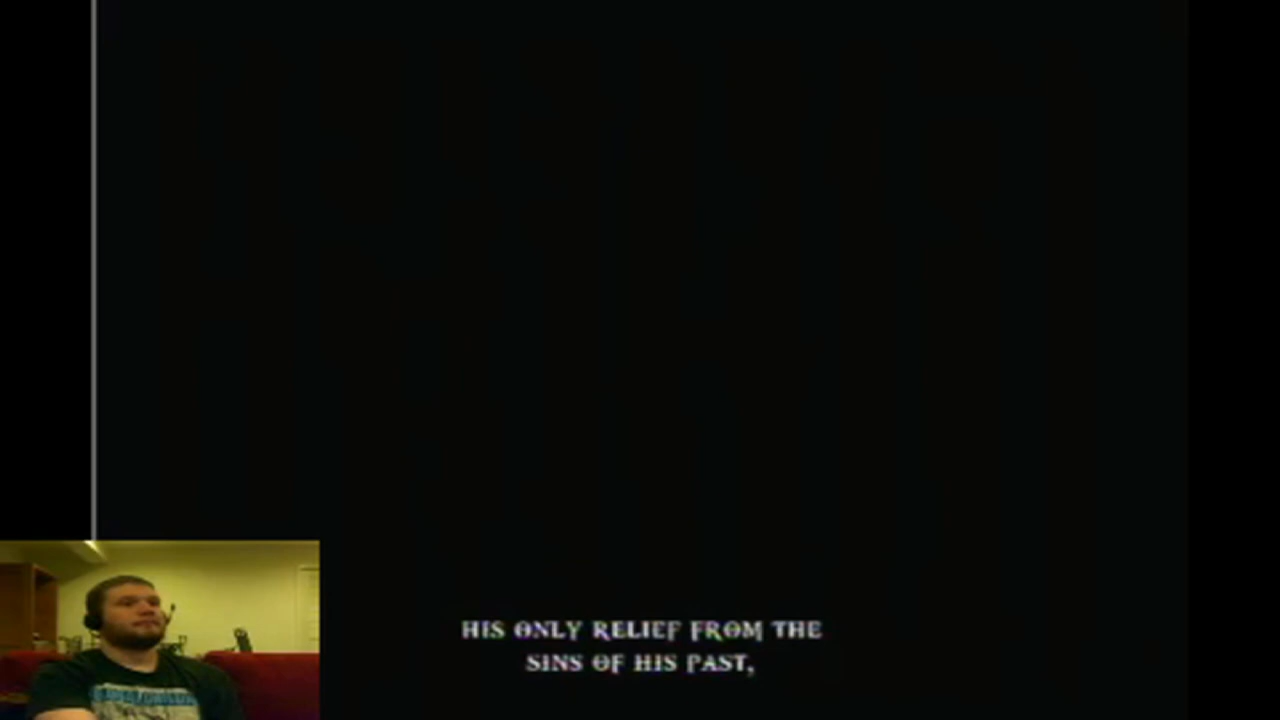 HIS ONLY RELIEF FROM THE
SINS OF HIS PAST,